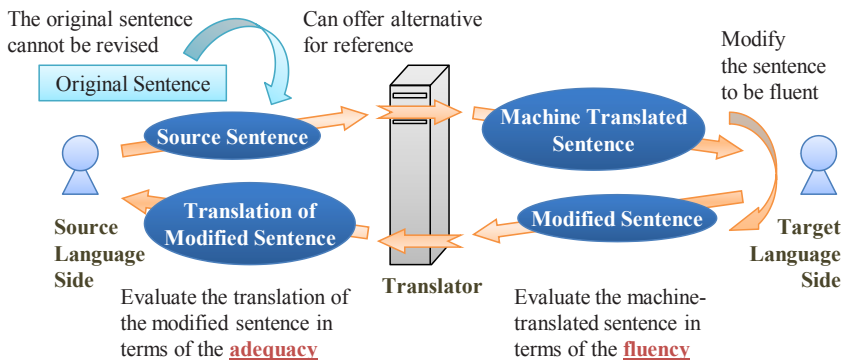 The original sentence
cannot be revised
Original Sentence
Can offer alternative
for reference
Modify
the sentence
to be fluent
Source Sentence
Machine Translated
Sentence
Translation of
Modified Sentence
Modified Sentence
Source
Language
Side
Translator
Target
Language
Side
Evaluate the translation of
the modified sentence in
terms of the adequacy
Evaluate the machine-
translated sentence in
terms of the fluency